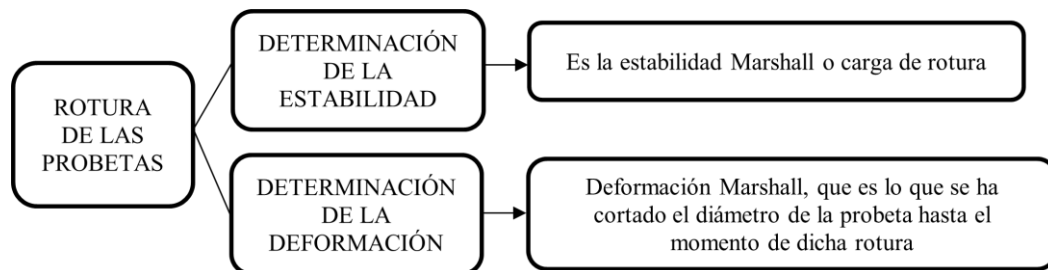 ROTURA
DE LAS
PROBETAS
DETERMINACIÓN
DE LA
ESTABILIDAD
Es la estabilidad Marshall o carga de rotura
DETERMINACIÓN
DE LA
DEFORMACIÓN
Deformación Marshall, que es lo que se ha
cortado el diámetro de la probeta hasta el
momento de dicha rotura